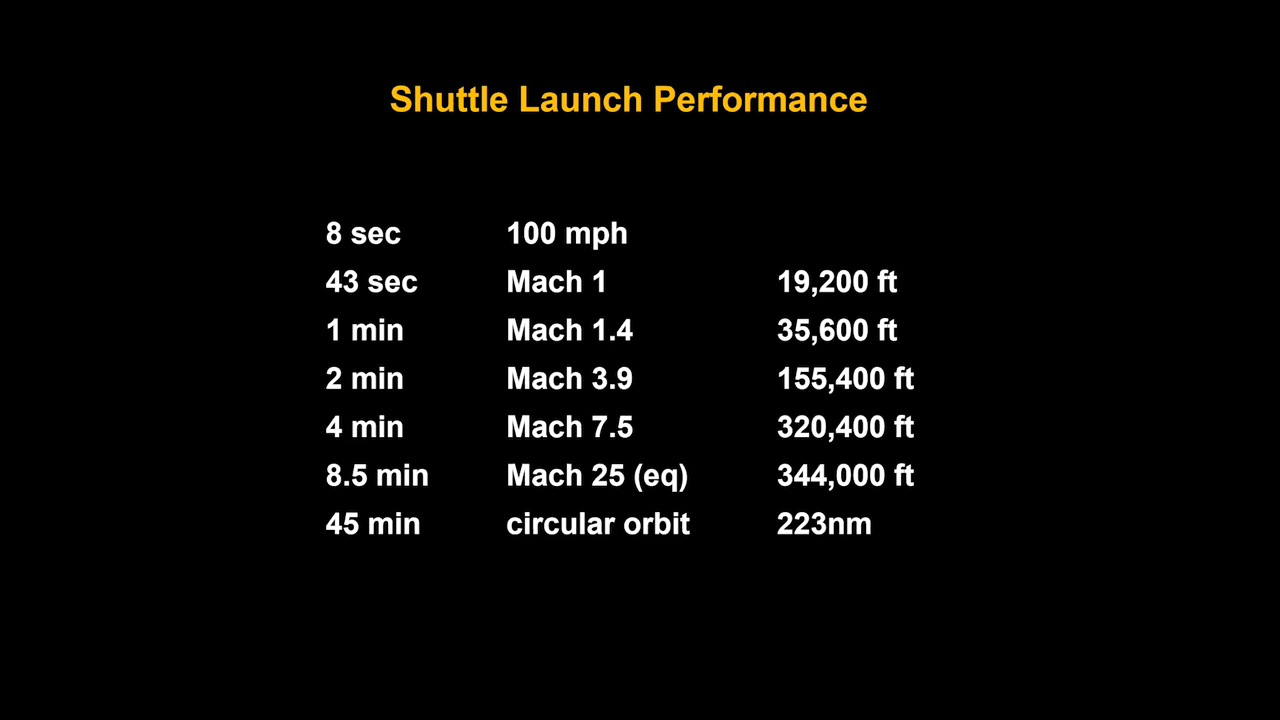 Shuttle Launch Performance
8 sec 100 mph
43 sec Mach 1 19,200 ft
1 min Mach 1.4 35,600 ft
2 min Mach 3.9 155,400 ft
4 min Mach 7.5 320,400 ft
8.5 min Mach 25 (eq) 344,000 ft
45 min circular orbit 223nm